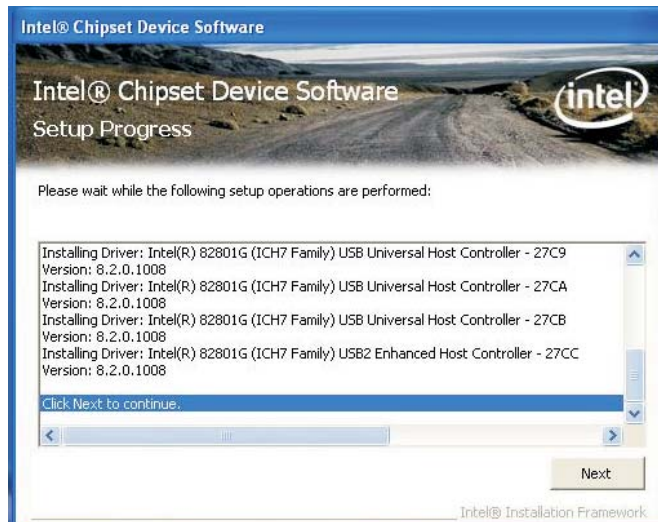 Intel® Chipset Device Software
Intel® Chipset Device Software
Setup Progress
intel
Please wait while the following setup operations are performed:
Installing Driver: Intel(R) 82801G (ICH7 Family) USB Universal Host Controller - 27C9
Version: 8.2.0.1008
Installing Driver: Intel(R) 82801G (ICH7 Family) USB Universal Host Controller - 27CA
Version: 8.2.0.1008
Installing Driver: Intel(R) 82801G (ICH7 Family) USB Universal Host Controller - 27CB
Version: 8.2.0.1008
Installing Driver: Intel(R) 82801G (ICH7 Family) USB2 Enhanced Host Controller - 27CC
Version: 8.2.0.1008
Click Next to continue.
Next
Intel® Installation Framework